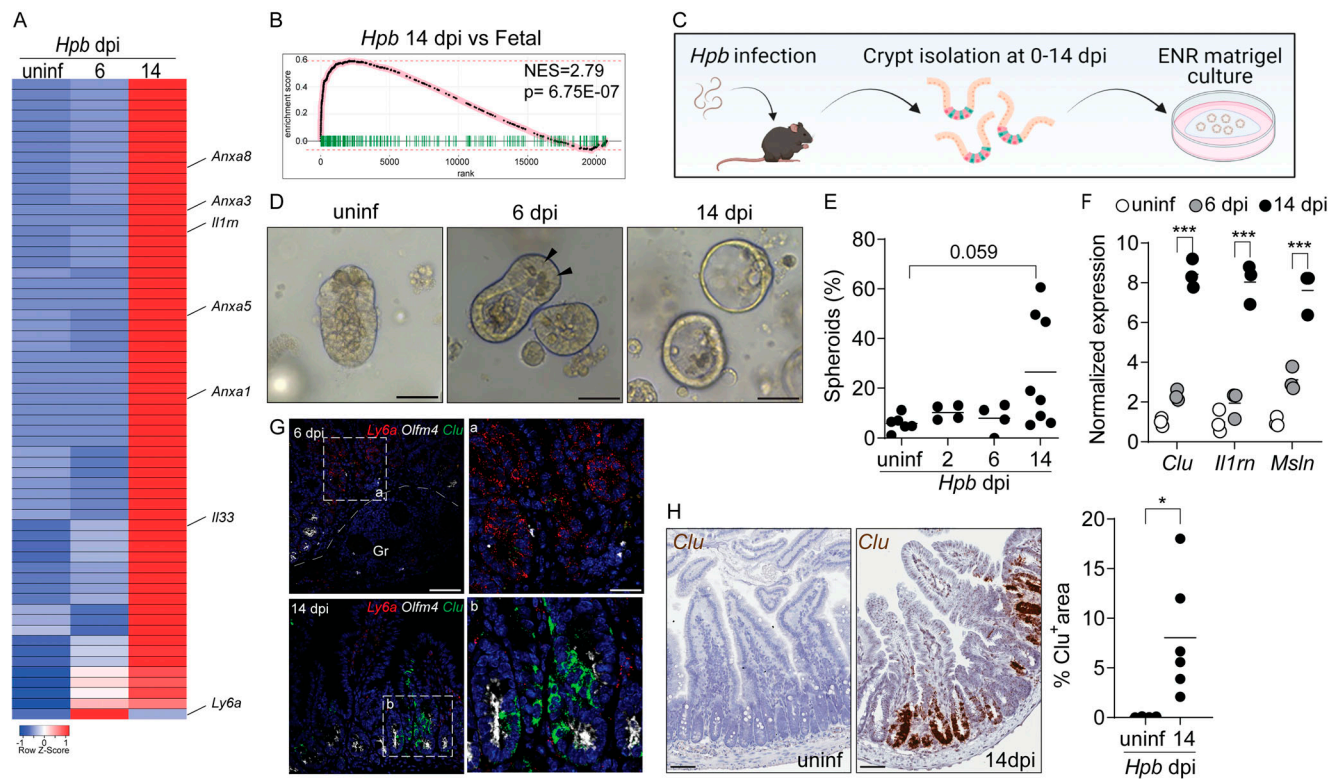 A
Hpb dpi
uninf 6 14
Anxa8
Anxa3
Il1rn
Anxa5
Anxa1
Il33
Ly6a
-1 0 1
Row Z-Score
B
Hpb 14 dpi vs Fetal
NES=2.79
p= 6.75E-07
enrichment score
0.6
0.4
0.2
0.0
0 5000 10000 15000 20000
rank
C
Hpb infection
Crypt isolation at 0-14 dpi
ENR matrigel
culture
D
uninf
6 dpi
14 dpi
E
Spheroids (%)
80
60
40
20
0
0.059
uninf 2 6 14
Hpb dpi
F
uninf 6 dpi 14 dpi
Normalized expression
10
8
6
4
2
0
*** *** ***
Clu Il1rn Msln
G
6 dpi
Ly6a Olfm4 Clu
a
Gr
a
14 dpi
Ly6a Olfm4 Clu
b
b
H
Clu
uninf
Clu
14dpi
% Clu+ area
20
15
10
5
0
*
uninf 14
Hpb dpi